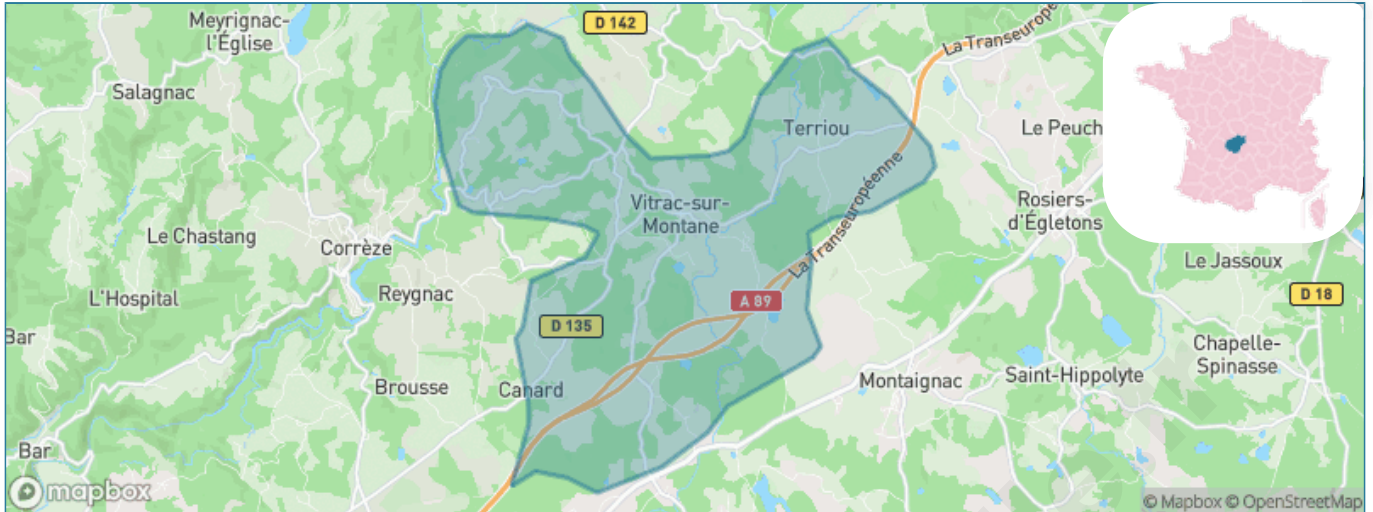 Meyrignac-
l'Église
D 142
La Transeurope
Salagnac
Terriou
Le Peuch
Vitrac-sur-
Montane
La Transeuropéenne
Rosiers-
d'Égletons
Le Chastang
Corrèze
Le Jassoux
L'Hospital
Reygnac
A 89
D 18
Bar
D 135
Chapelle-
Spinasse
Brousse
Canard
Montaignac
Saint-Hippolyte
Bar
mapbox
© Mapbox © OpenStreetMap